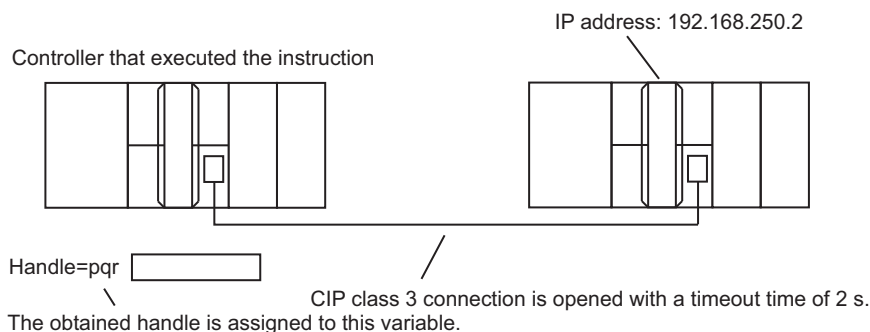 IP address: 192.168.250.2
Controller that executed the instruction
Handle=pqr
CIP class 3 connection is opened with a timeout time of 2 s.
The obtained handle is assigned to this variable.